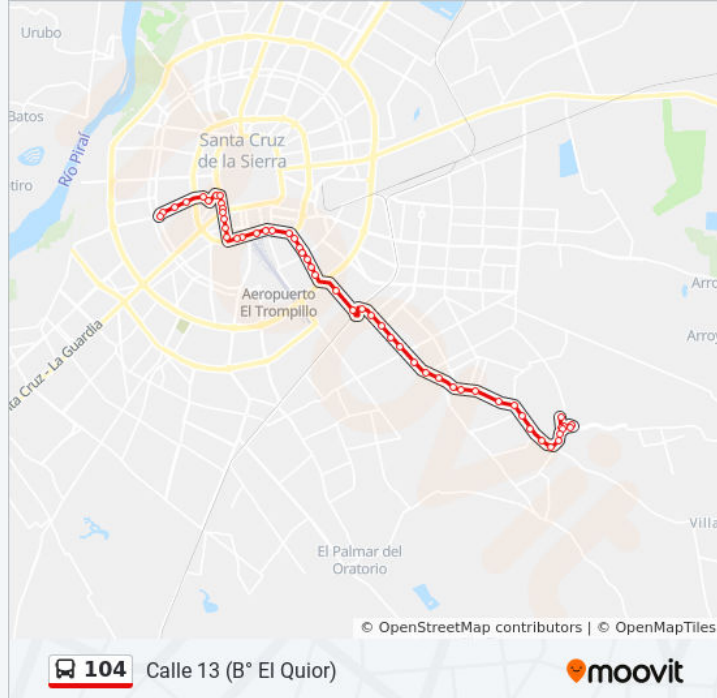 Urubo
Batos
tiro
Río Piraí
Santa Cruz
de la Sierra
Aeropuerto
El Trompillo
ta Cruz - La Guardia
Arro
Arroy
Villa
El Palmar del
Oratorio
© OpenStreetMap contributors | © OpenMapTiles
104 Calle 13 (B° El Quior)
moovit